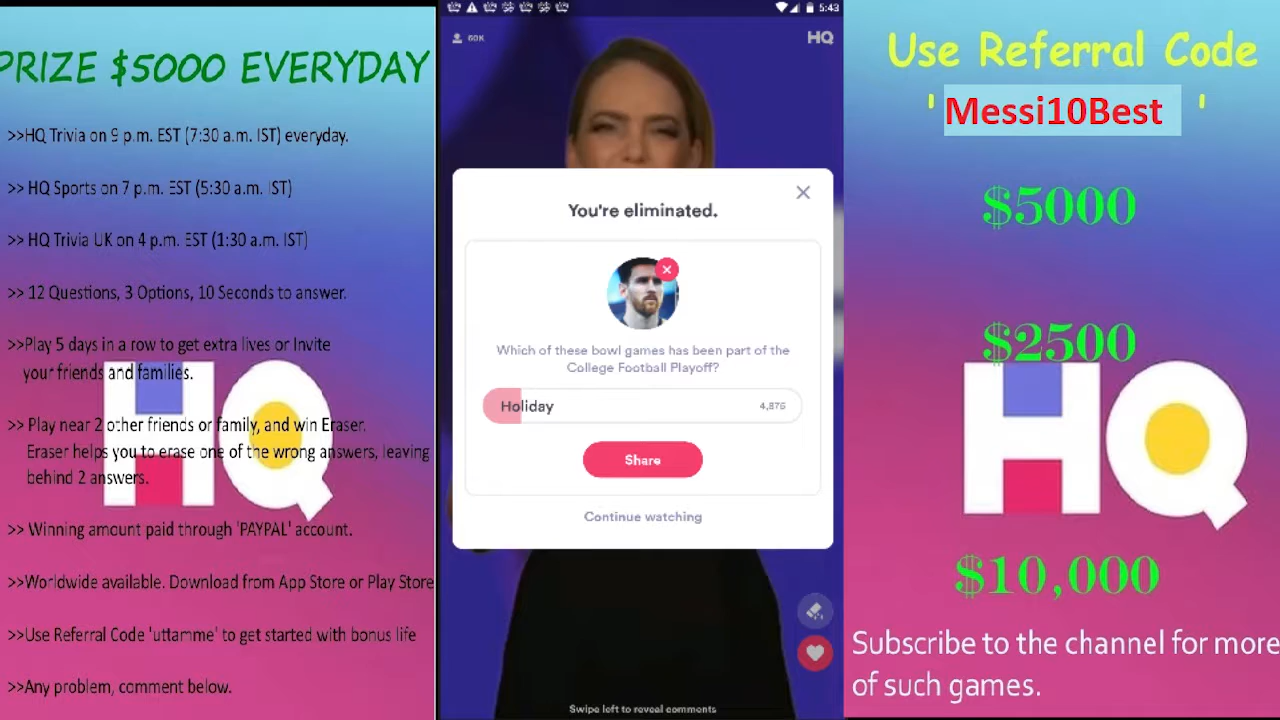 PRIZE $5000 EVERYDAY
>>HQ Trivia on 9 p.m. EST (7:30 a.m. IST) everyday.
>> HQ Sports on 7 p.m. EST (5:30 a.m. IST)
>> HQ Trivia UK on 4 p.m. EST (1:30 a.m. IST)
>> 12 Questions, 3 Options, 10 Seconds to answer.
>>Play 5 days in a row to get extra lives or Invite
your friends and families.
>> Play near 2 other friends or family, and win Eraser.
Eraser helps you to erase one of the wrong answers, leaving
behind 2 answers.
>> Winning amount paid through 'PAYPAL' account.
>>Worldwide available. Download from App Store or Play Store
>>Use Referral Code 'uttamme' to get started with bonus life
>>Any problem, comment below.
HQ
5:43
60K
HQ
You're eliminated.
Which of these bowl games has been part of the
College Football Playoff?
Holiday 4,875
Share
Continue watching
Swipe left to reveal comments
Use Referral Code
' Messi10Best '
$5000
$2500
HQ
$10,000
Subscribe to the channel for more
of such games.